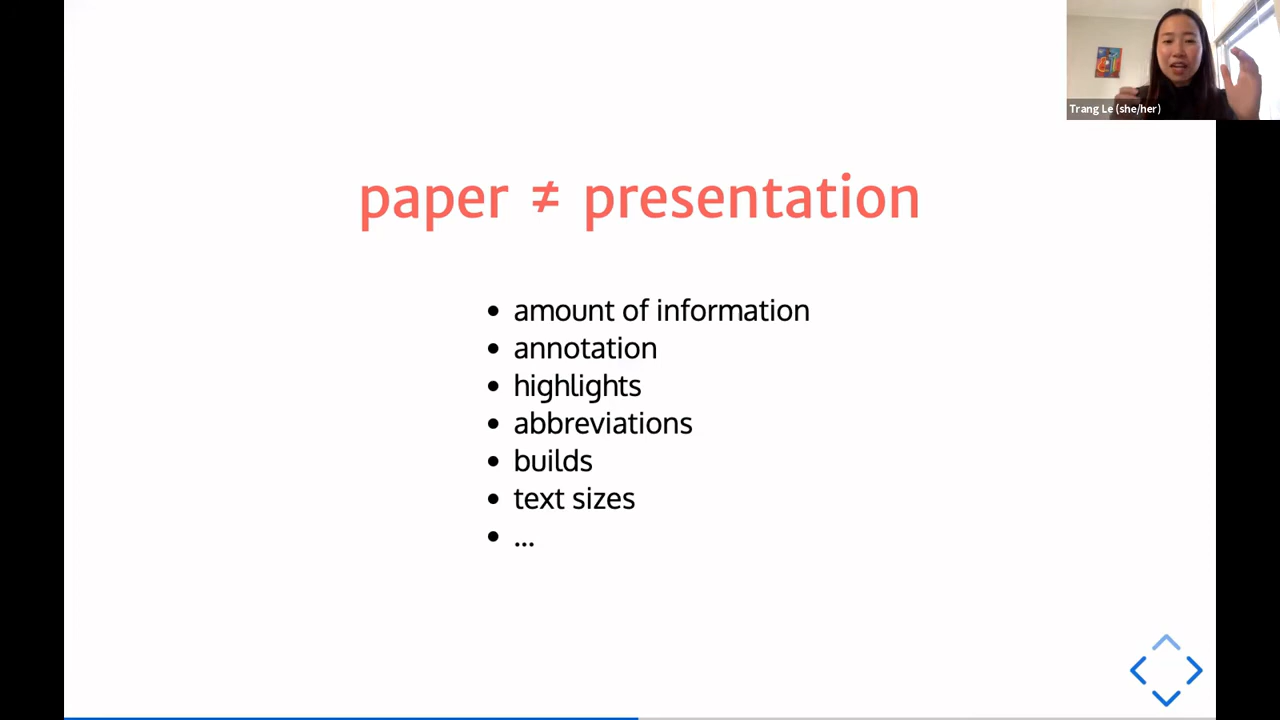 Trang Le (she/her)
paper ≠ presentation
• amount of information
• annotation
• highlights
• abbreviations
• builds
• text sizes
• ...